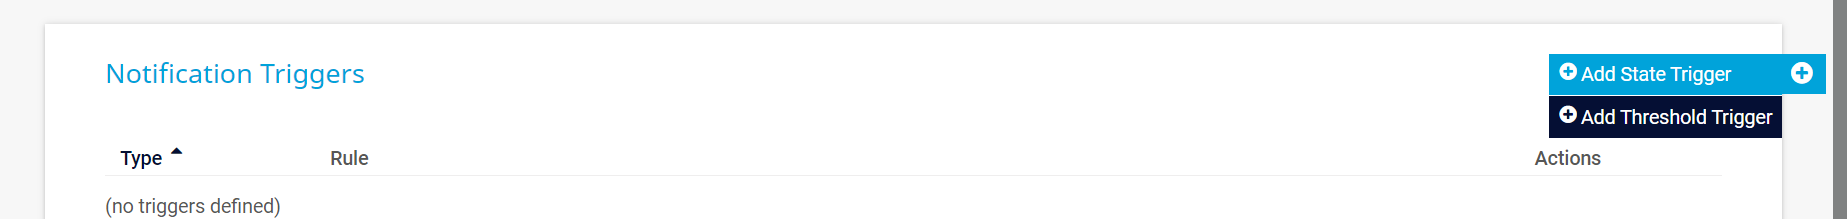 Notification Triggers
Add State Trigger
Add Threshold Trigger
Type Rule Actions
(no triggers defined)